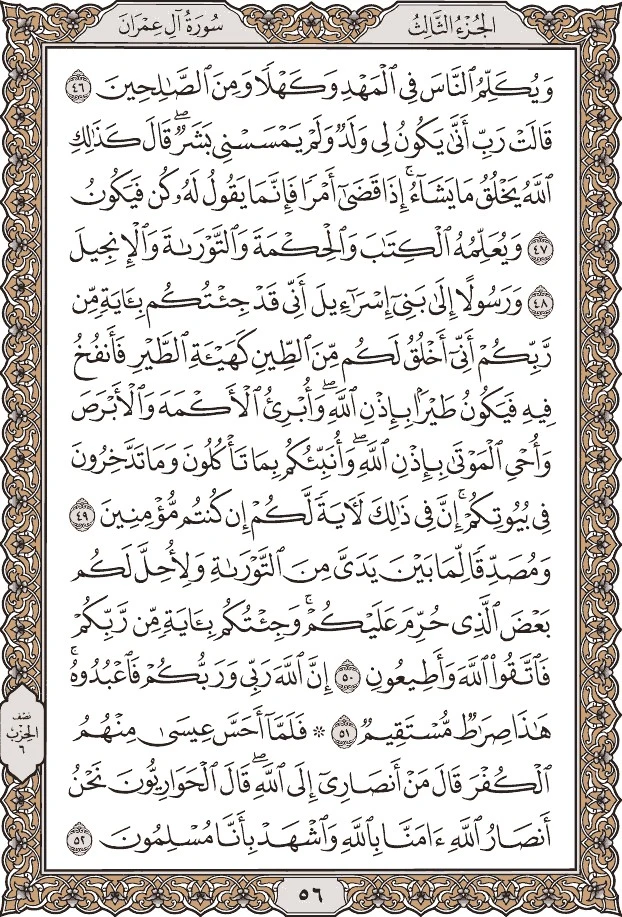 الجُزْءُ الثَّالِثُ
سُورَةُ آلِ عِمْرَانَ
وَيُكَلِّمُ ٱلنَّاسَ فِي ٱلْمَهْدِ وَكَهْلًا وَمِنَ ٱلصَّٰلِحِينَ ٤٦
قَالَتْ رَبِّ أَنَّىٰ يَكُونُ لِي وَلَدٌ وَلَمْ يَمْسَسْنِي بَشَرٌۖ قَالَ كَذَٰلِكِ
ٱللَّهُ يَخْلُقُ مَا يَشَآءُۚ إِذَا قَضَىٰٓ أَمْرًا فَإِنَّمَا يَقُولُ لَهُۥ كُن فَيَكُونُ
٤٧ وَيُعَلِّمُهُ ٱلْكِتَٰبَ وَٱلْحِكْمَةَ وَٱلتَّوْرَىٰةَ وَٱلْإِنجِيلَ
٤٨ وَرَسُولًا إِلَىٰ بَنِيٓ إِسْرَٰٓءِيلَ أَنِّي قَدْ جِئْتُكُم بِـَٔايَةٍ مِّن
رَّبِّكُمْ أَنِّيٓ أَخْلُقُ لَكُم مِّنَ ٱلطِّينِ كَهَيْـَٔةِ ٱلطَّيْرِ فَأَنفُخُ
فِيهِ فَيَكُونُ طَيْرًۢا بِإِذْنِ ٱللَّهِۖ وَأُبْرِئُ ٱلْأَكْمَهَ وَٱلْأَبْرَصَ
وَأُحْيِ ٱلْمَوْتَىٰ بِإِذْنِ ٱللَّهِۖ وَأُنَبِّئُكُم بِمَا تَأْكُلُونَ وَمَا تَدَّخِرُونَ
فِي بُيُوتِكُمْۚ إِنَّ فِي ذَٰلِكَ لَأٓيَةً لَّكُمْ إِن كُنتُم مُّؤْمِنِينَ ٤٩
وَمُصَدِّقًا لِّمَا بَيْنَ يَدَيَّ مِنَ ٱلتَّوْرَىٰةِ وَلِأُحِلَّ لَكُم
بَعْضَ ٱلَّذِي حُرِّمَ عَلَيْكُمْۚ وَجِئْتُكُم بِـَٔايَةٍ مِّن رَّبِّكُمْ
فَٱتَّقُوا۟ ٱللَّهَ وَأَطِيعُونِ ٥٠ إِنَّ ٱللَّهَ رَبِّي وَرَبُّكُمْ فَٱعْبُدُوهُۚ
هَٰذَا صِرَٰطٌ مُّسْتَقِيمٌ ٥١ ۞ فَلَمَّآ أَحَسَّ عِيسَىٰ مِنْهُمُ
ٱلْكُفْرَ قَالَ مَنْ أَنصَارِيٓ إِلَى ٱللَّهِۖ قَالَ ٱلْحَوَارِيُّونَ نَحْنُ
أَنصَارُ ٱللَّهِ ءَامَنَّا بِٱللَّهِ وَٱشْهَدْ بِأَنَّا مُسْلِمُونَ ٥٢
نصف
الحزب
٦
٥٦